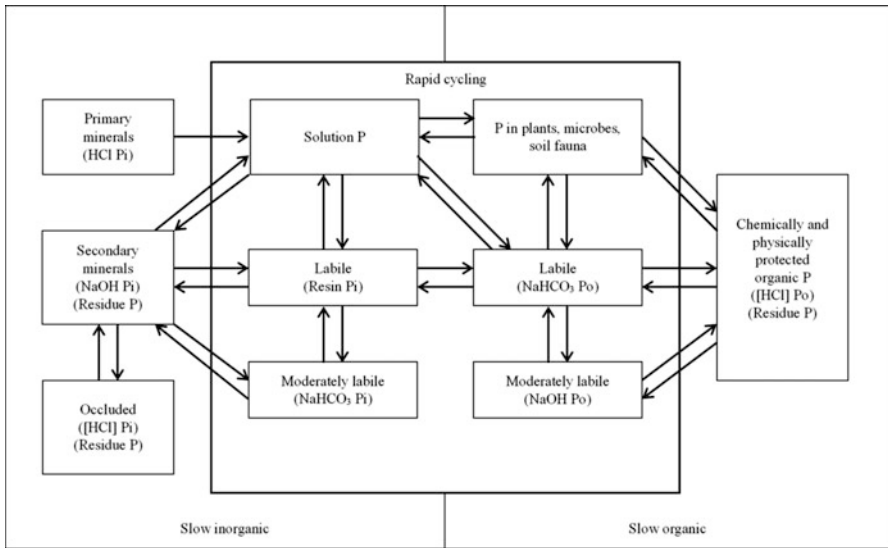 Rapid cycling
Primary
minerals
(HCl Pi)
Solution P
P in plants, microbes,
soil fauna
Secondary
minerals
(NaOH Pi)
(Residue P)
Labile
(Resin Pi)
Labile
(NaHCO₃ Po)
Chemically and
physically
protected
organic P
([HCl] Po)
(Residue P)
Occluded
([HCl] Pi)
(Residue P)
Moderately labile
(NaHCO₃ Pi)
Moderately labile
(NaOH Po)
Slow inorganic
Slow organic